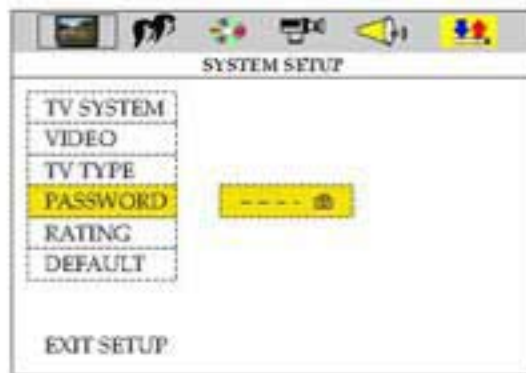 SYSTEM SETUP
TV SYSTEM
VIDEO
TV TYPE
PASSWORD
- - - -
RATING
DEFAULT
EXIT SETUP